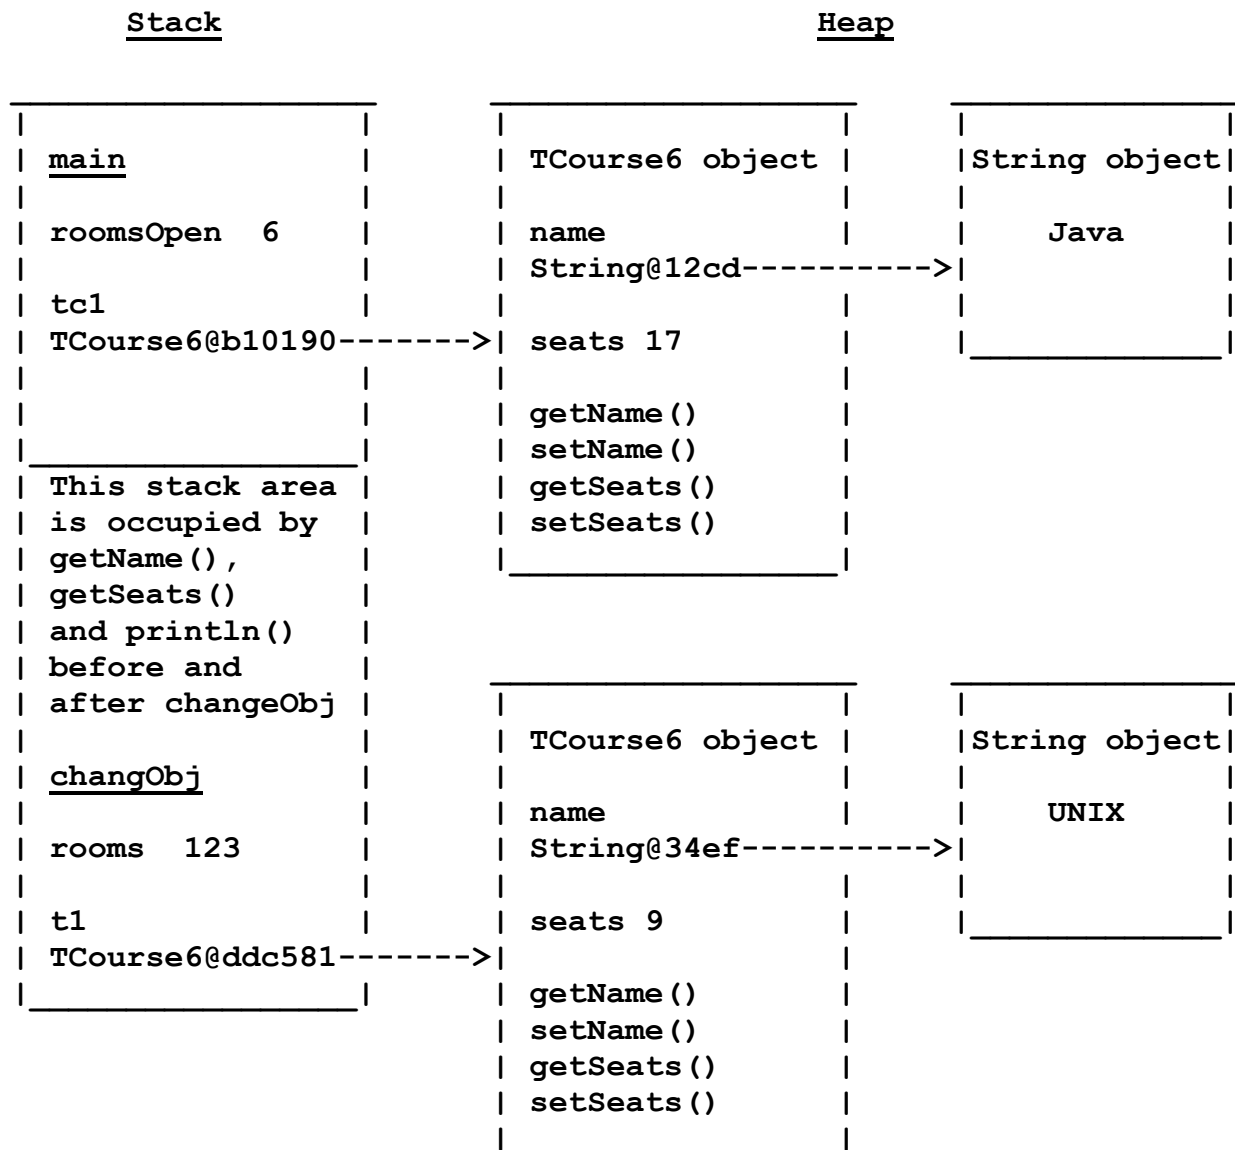 Stack Heap
main TCourse6 object String object
roomsOpen 6 name Java
String@12cd---------->
tc1
TCourse6@b10190-------> seats 17
getName()
setName()
This stack area getSeats()
is occupied by setSeats()
getName(),
getSeats()
and println()
before and
after changeObj
TCourse6 object String object
changObj
name UNIX
rooms 123 String@34ef---------->
t1 seats 9
TCourse6@ddc581------->
getName()
setName()
getSeats()
setSeats()